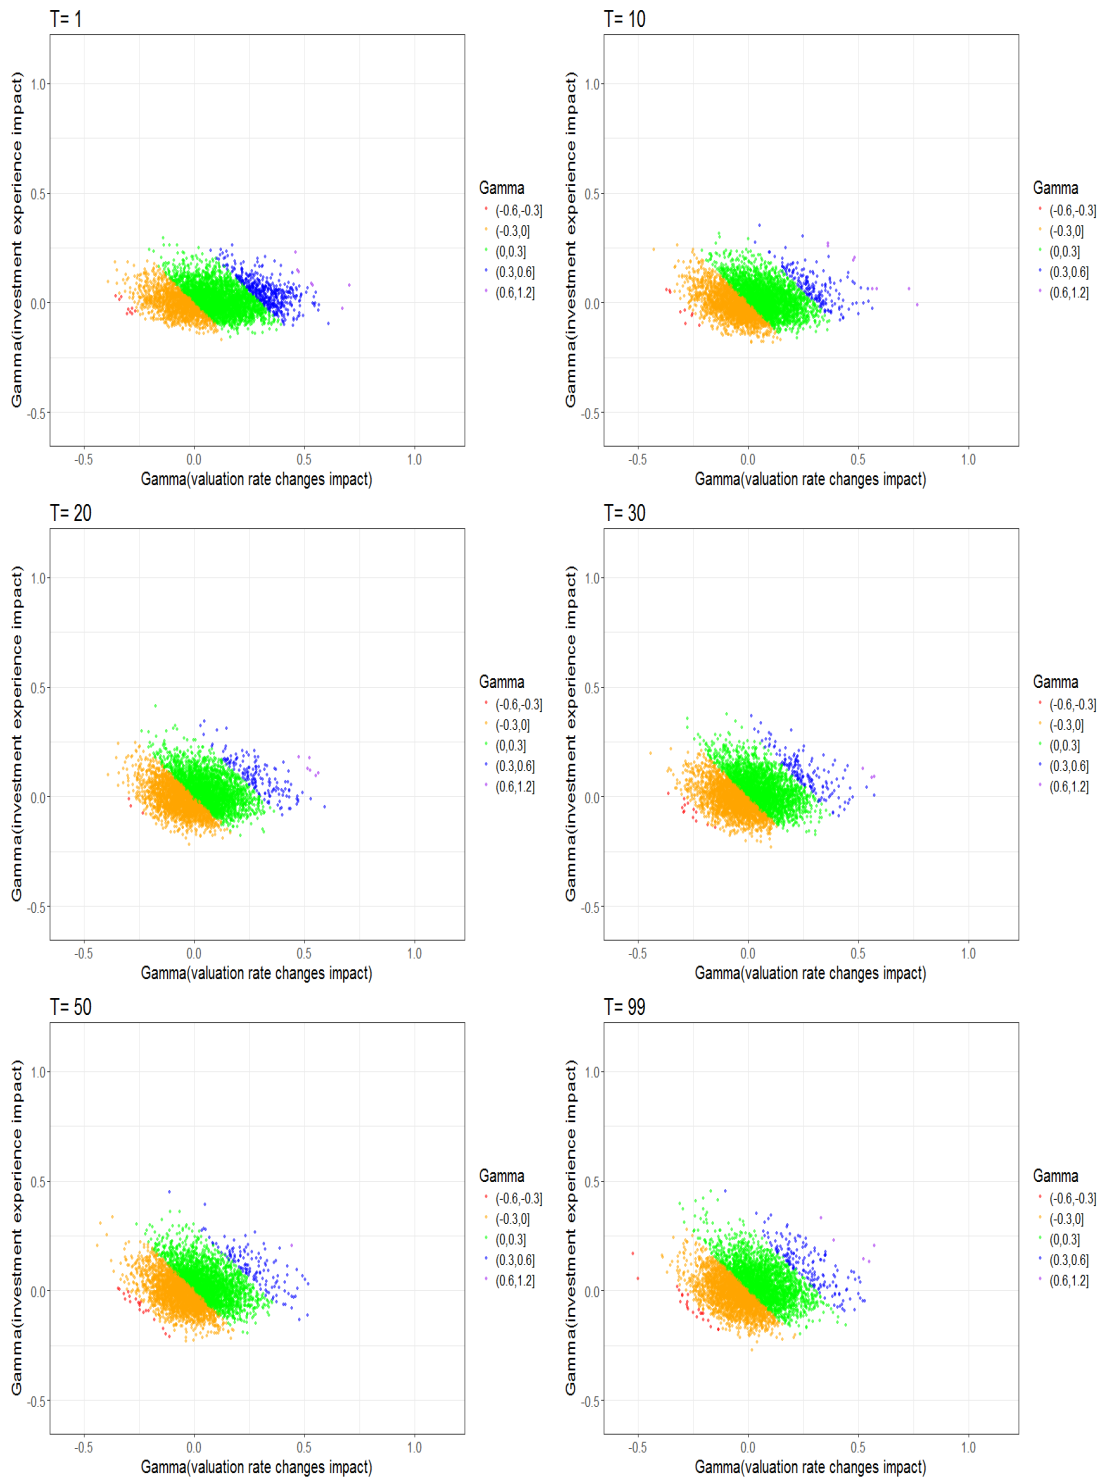 T= 1
Gamma(investment experience impact)
1.0
0.5
0.0
-0.5
-0.5 0.0 0.5 1.0
Gamma(valuation rate changes impact)
Gamma
(-0.6,-0.3]
(-0.3,0]
(0,0.3]
(0.3,0.6]
(0.6,1.2]
T= 10
Gamma(investment experience impact)
1.0
0.5
0.0
-0.5
-0.5 0.0 0.5 1.0
Gamma(valuation rate changes impact)
Gamma
(-0.6,-0.3]
(-0.3,0]
(0,0.3]
(0.3,0.6]
(0.6,1.2]
T= 20
Gamma(investment experience impact)
1.0
0.5
0.0
-0.5
-0.5 0.0 0.5 1.0
Gamma(valuation rate changes impact)
Gamma
(-0.6,-0.3]
(-0.3,0]
(0,0.3]
(0.3,0.6]
(0.6,1.2]
T= 30
Gamma(investment experience impact)
1.0
0.5
0.0
-0.5
-0.5 0.0 0.5 1.0
Gamma(valuation rate changes impact)
Gamma
(-0.6,-0.3]
(-0.3,0]
(0,0.3]
(0.3,0.6]
(0.6,1.2]
T= 50
Gamma(investment experience impact)
1.0
0.5
0.0
-0.5
-0.5 0.0 0.5 1.0
Gamma(valuation rate changes impact)
Gamma
(-0.6,-0.3]
(-0.3,0]
(0,0.3]
(0.3,0.6]
(0.6,1.2]
T= 99
Gamma(investment experience impact)
1.0
0.5
0.0
-0.5
-0.5 0.0 0.5 1.0
Gamma(valuation rate changes impact)
Gamma
(-0.6,-0.3]
(-0.3,0]
(0,0.3]
(0.3,0.6]
(0.6,1.2]